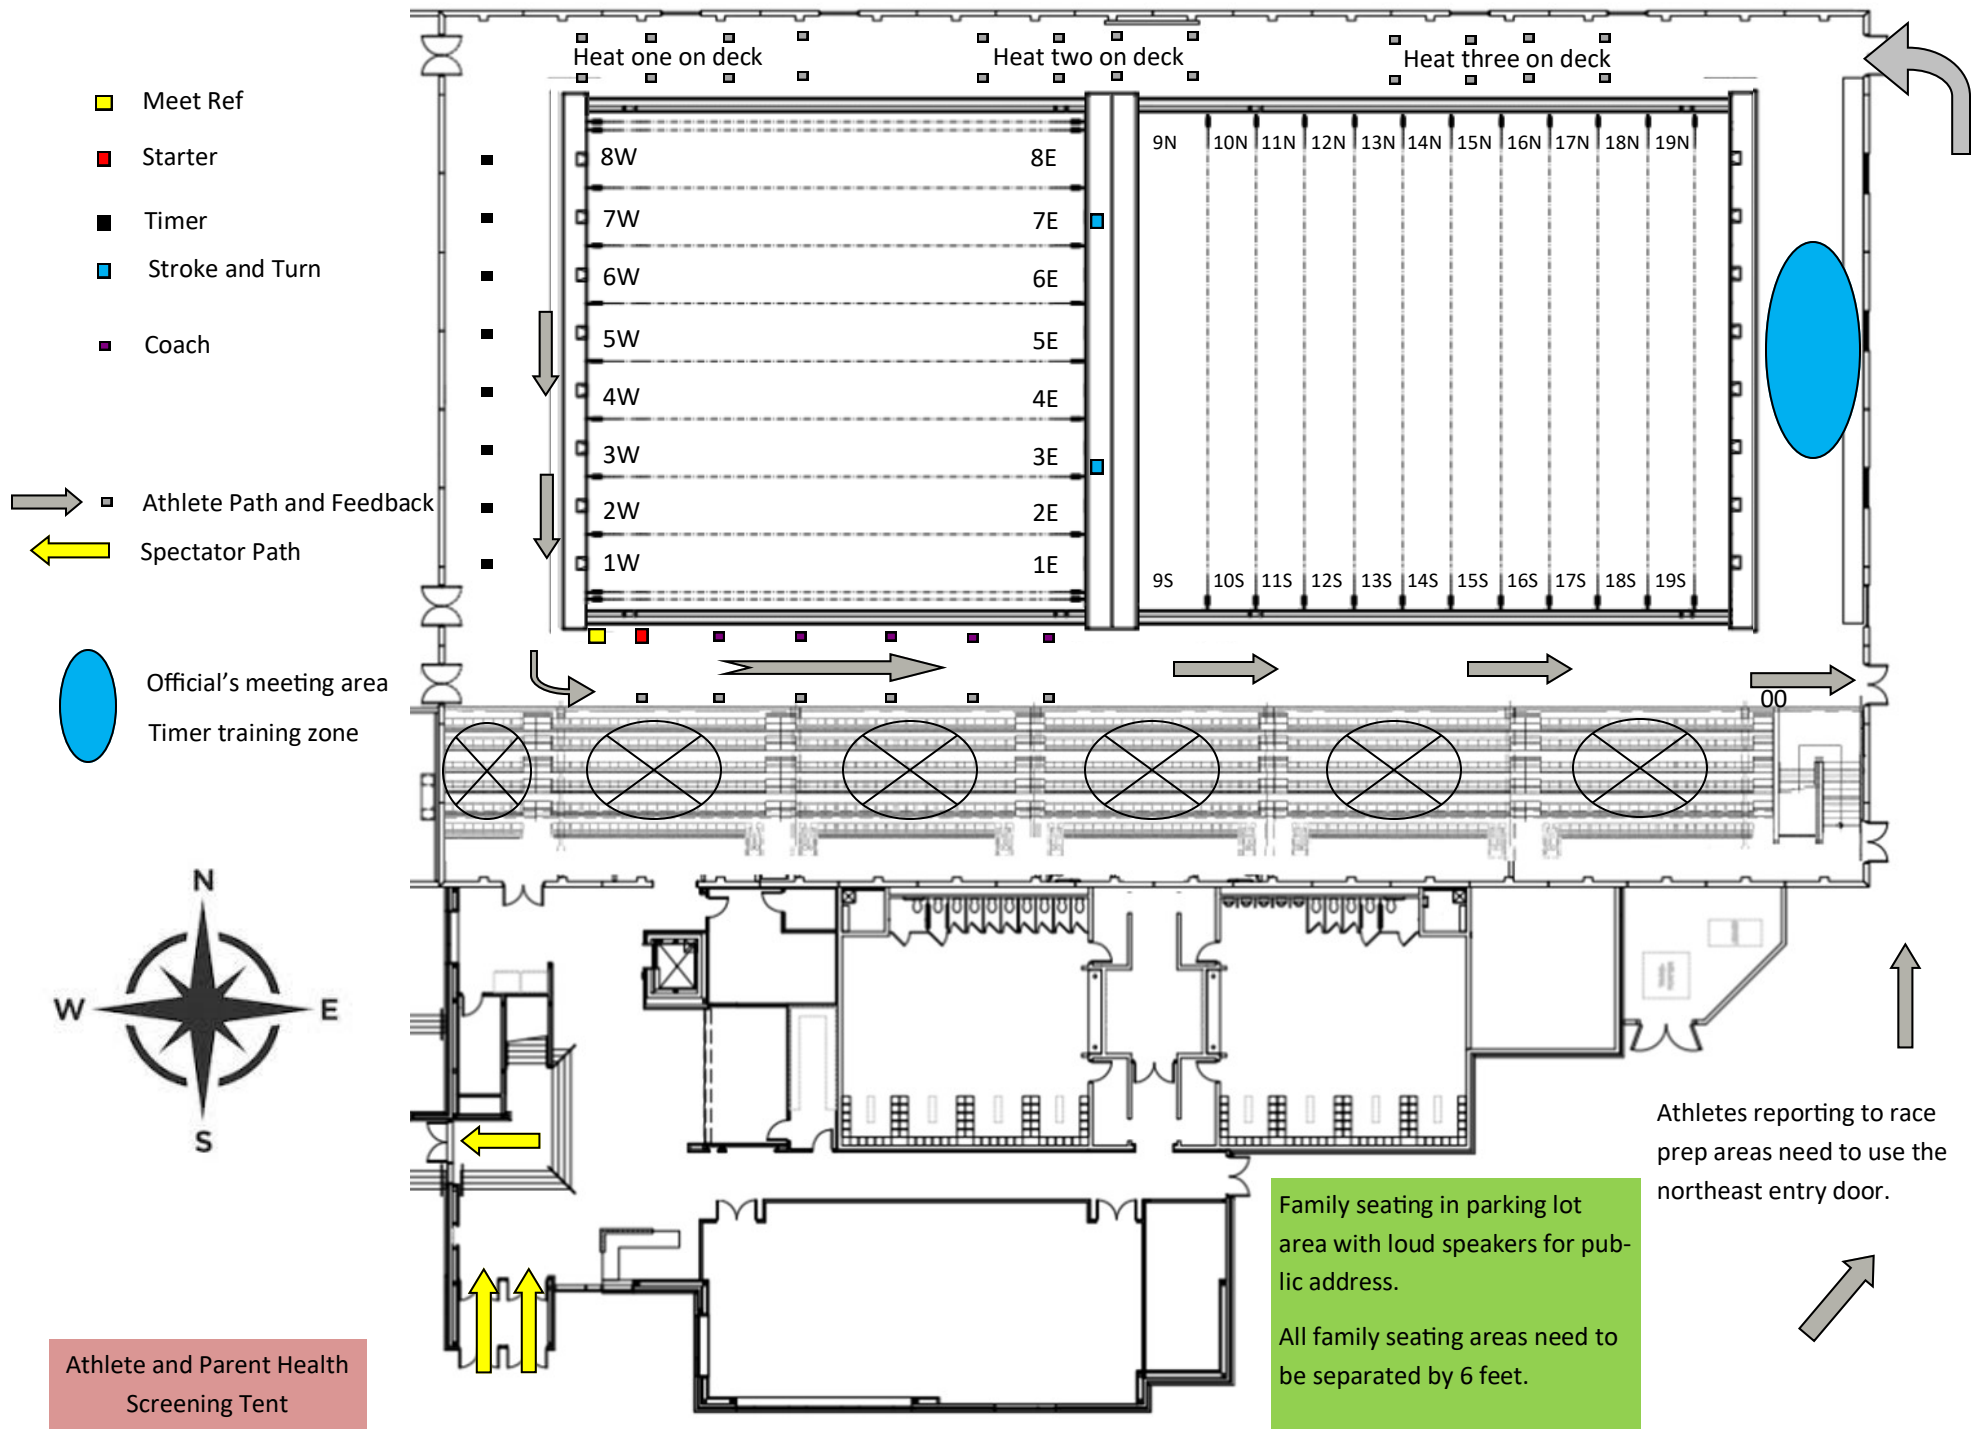 Heat one on deck
Heat two on deck
Heat three on deck
Meet Ref
Starter
Timer
Stroke and Turn
Coach
Athlete Path and Feedback
Spectator Path
Official's meeting area
Timer training zone
8W
7W
6W
5W
4W
3W
2W
1W
8E
7E
6E
5E
4E
3E
2E
1E
9N 10N 11N 12N 13N 14N 15N 16N 17N 18N 19N
9S 10S 11S 12S 13S 14S 15S 16S 17S 18S 19S
00
N
W E
S
Athletes reporting to race
prep areas need to use the
northeast entry door.
Family seating in parking lot
area with loud speakers for pub-
lic address.
All family seating areas need to
be separated by 6 feet.
Athlete and Parent Health
Screening Tent